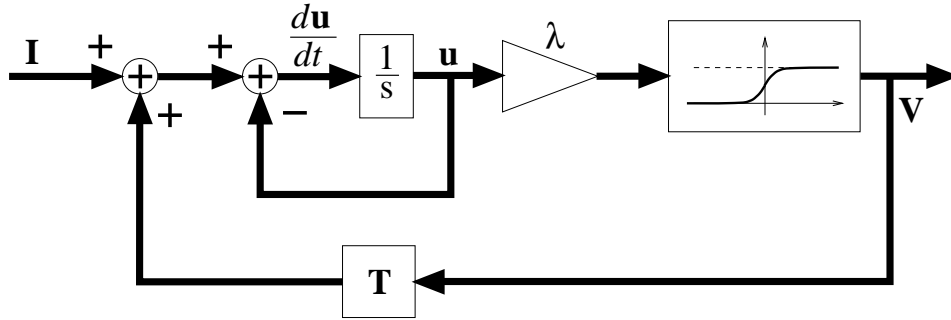 I
+
+
+
+
+
−
du
dt
1
s
u
λ
V
T